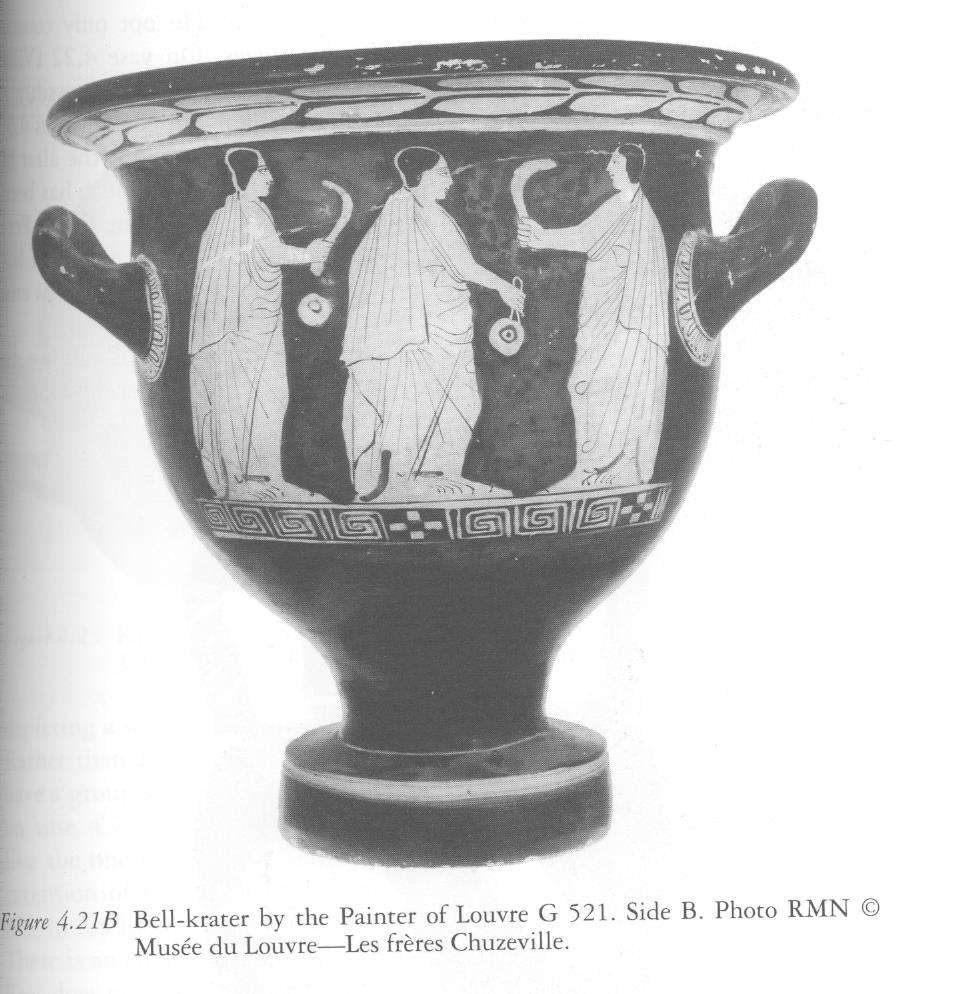 Figure 4.21B Bell-krater by the Painter of Louvre G 521. Side B. Photo RMN ©
Musée du Louvre—Les frères Chuzeville.